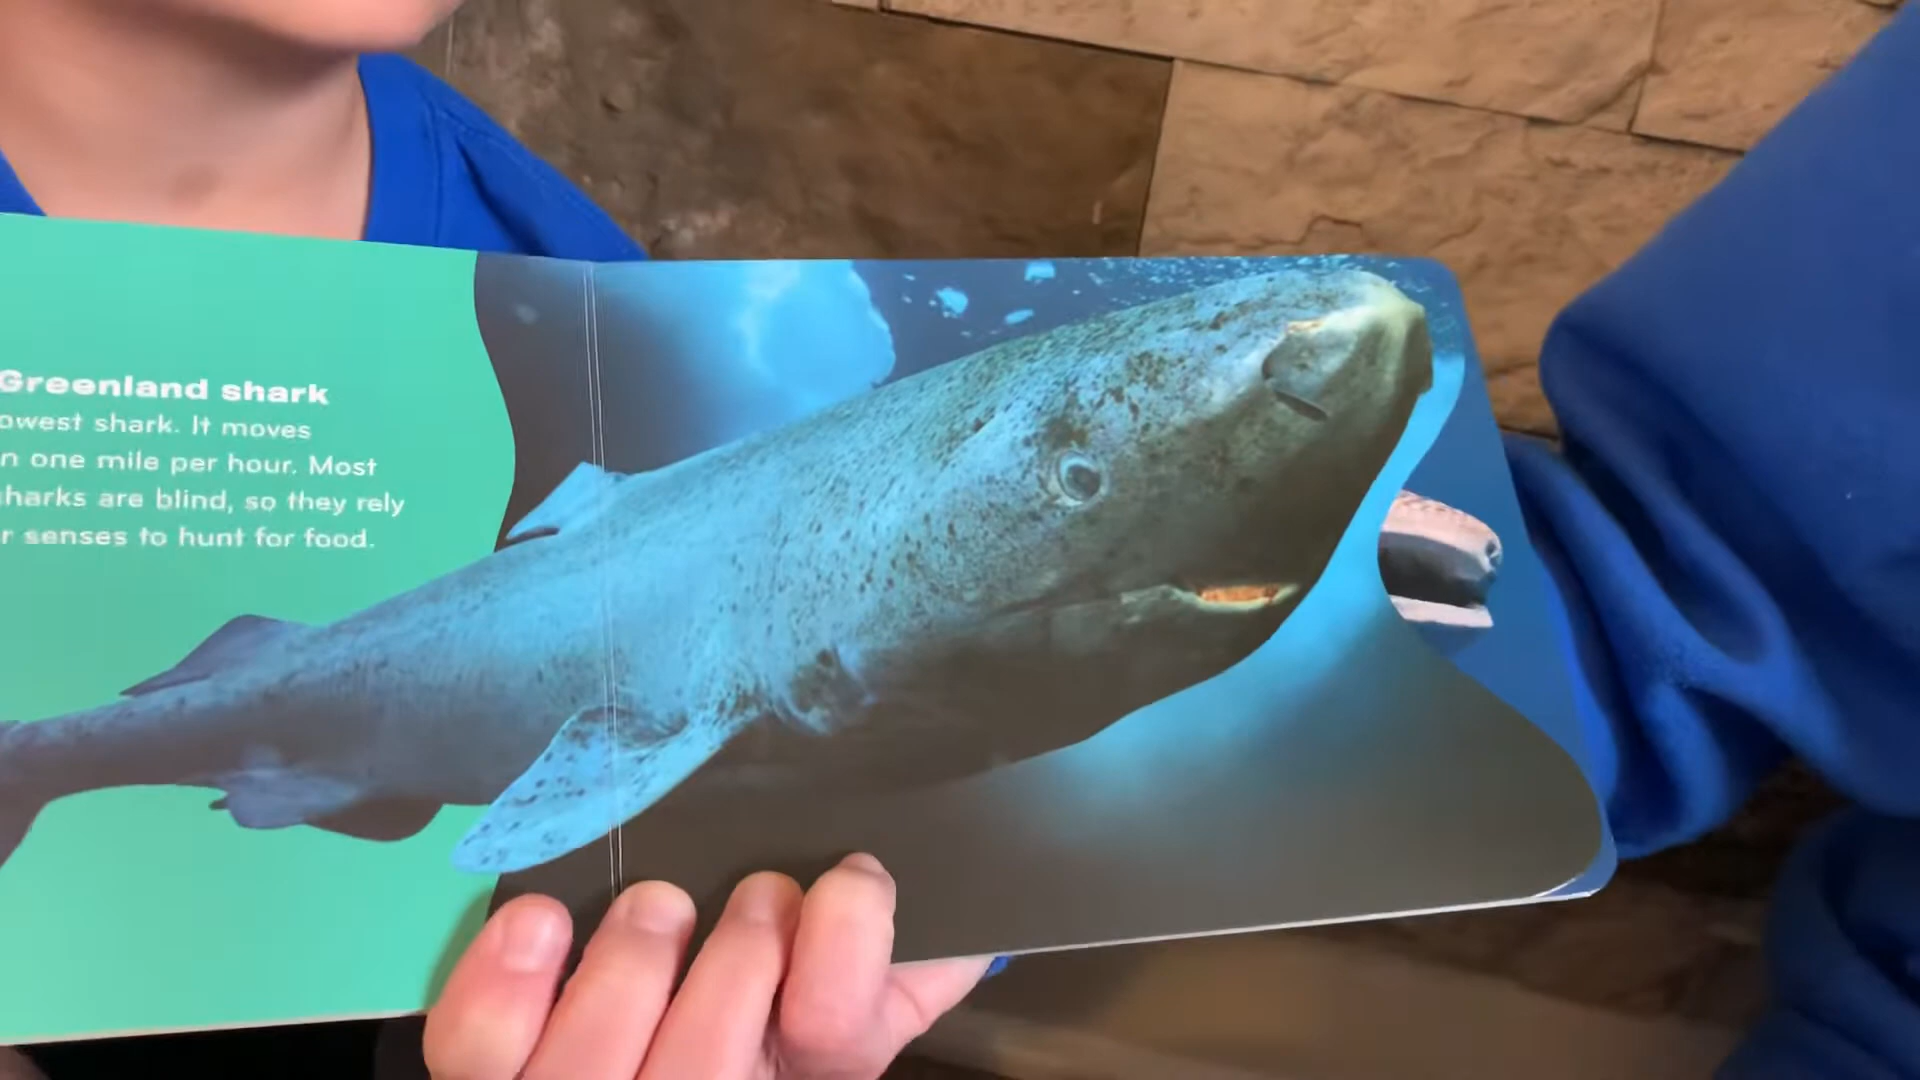 Greenland shark
owest shark. It moves
n one mile per hour. Most
harks are blind, so they rely
r senses to hunt for food.